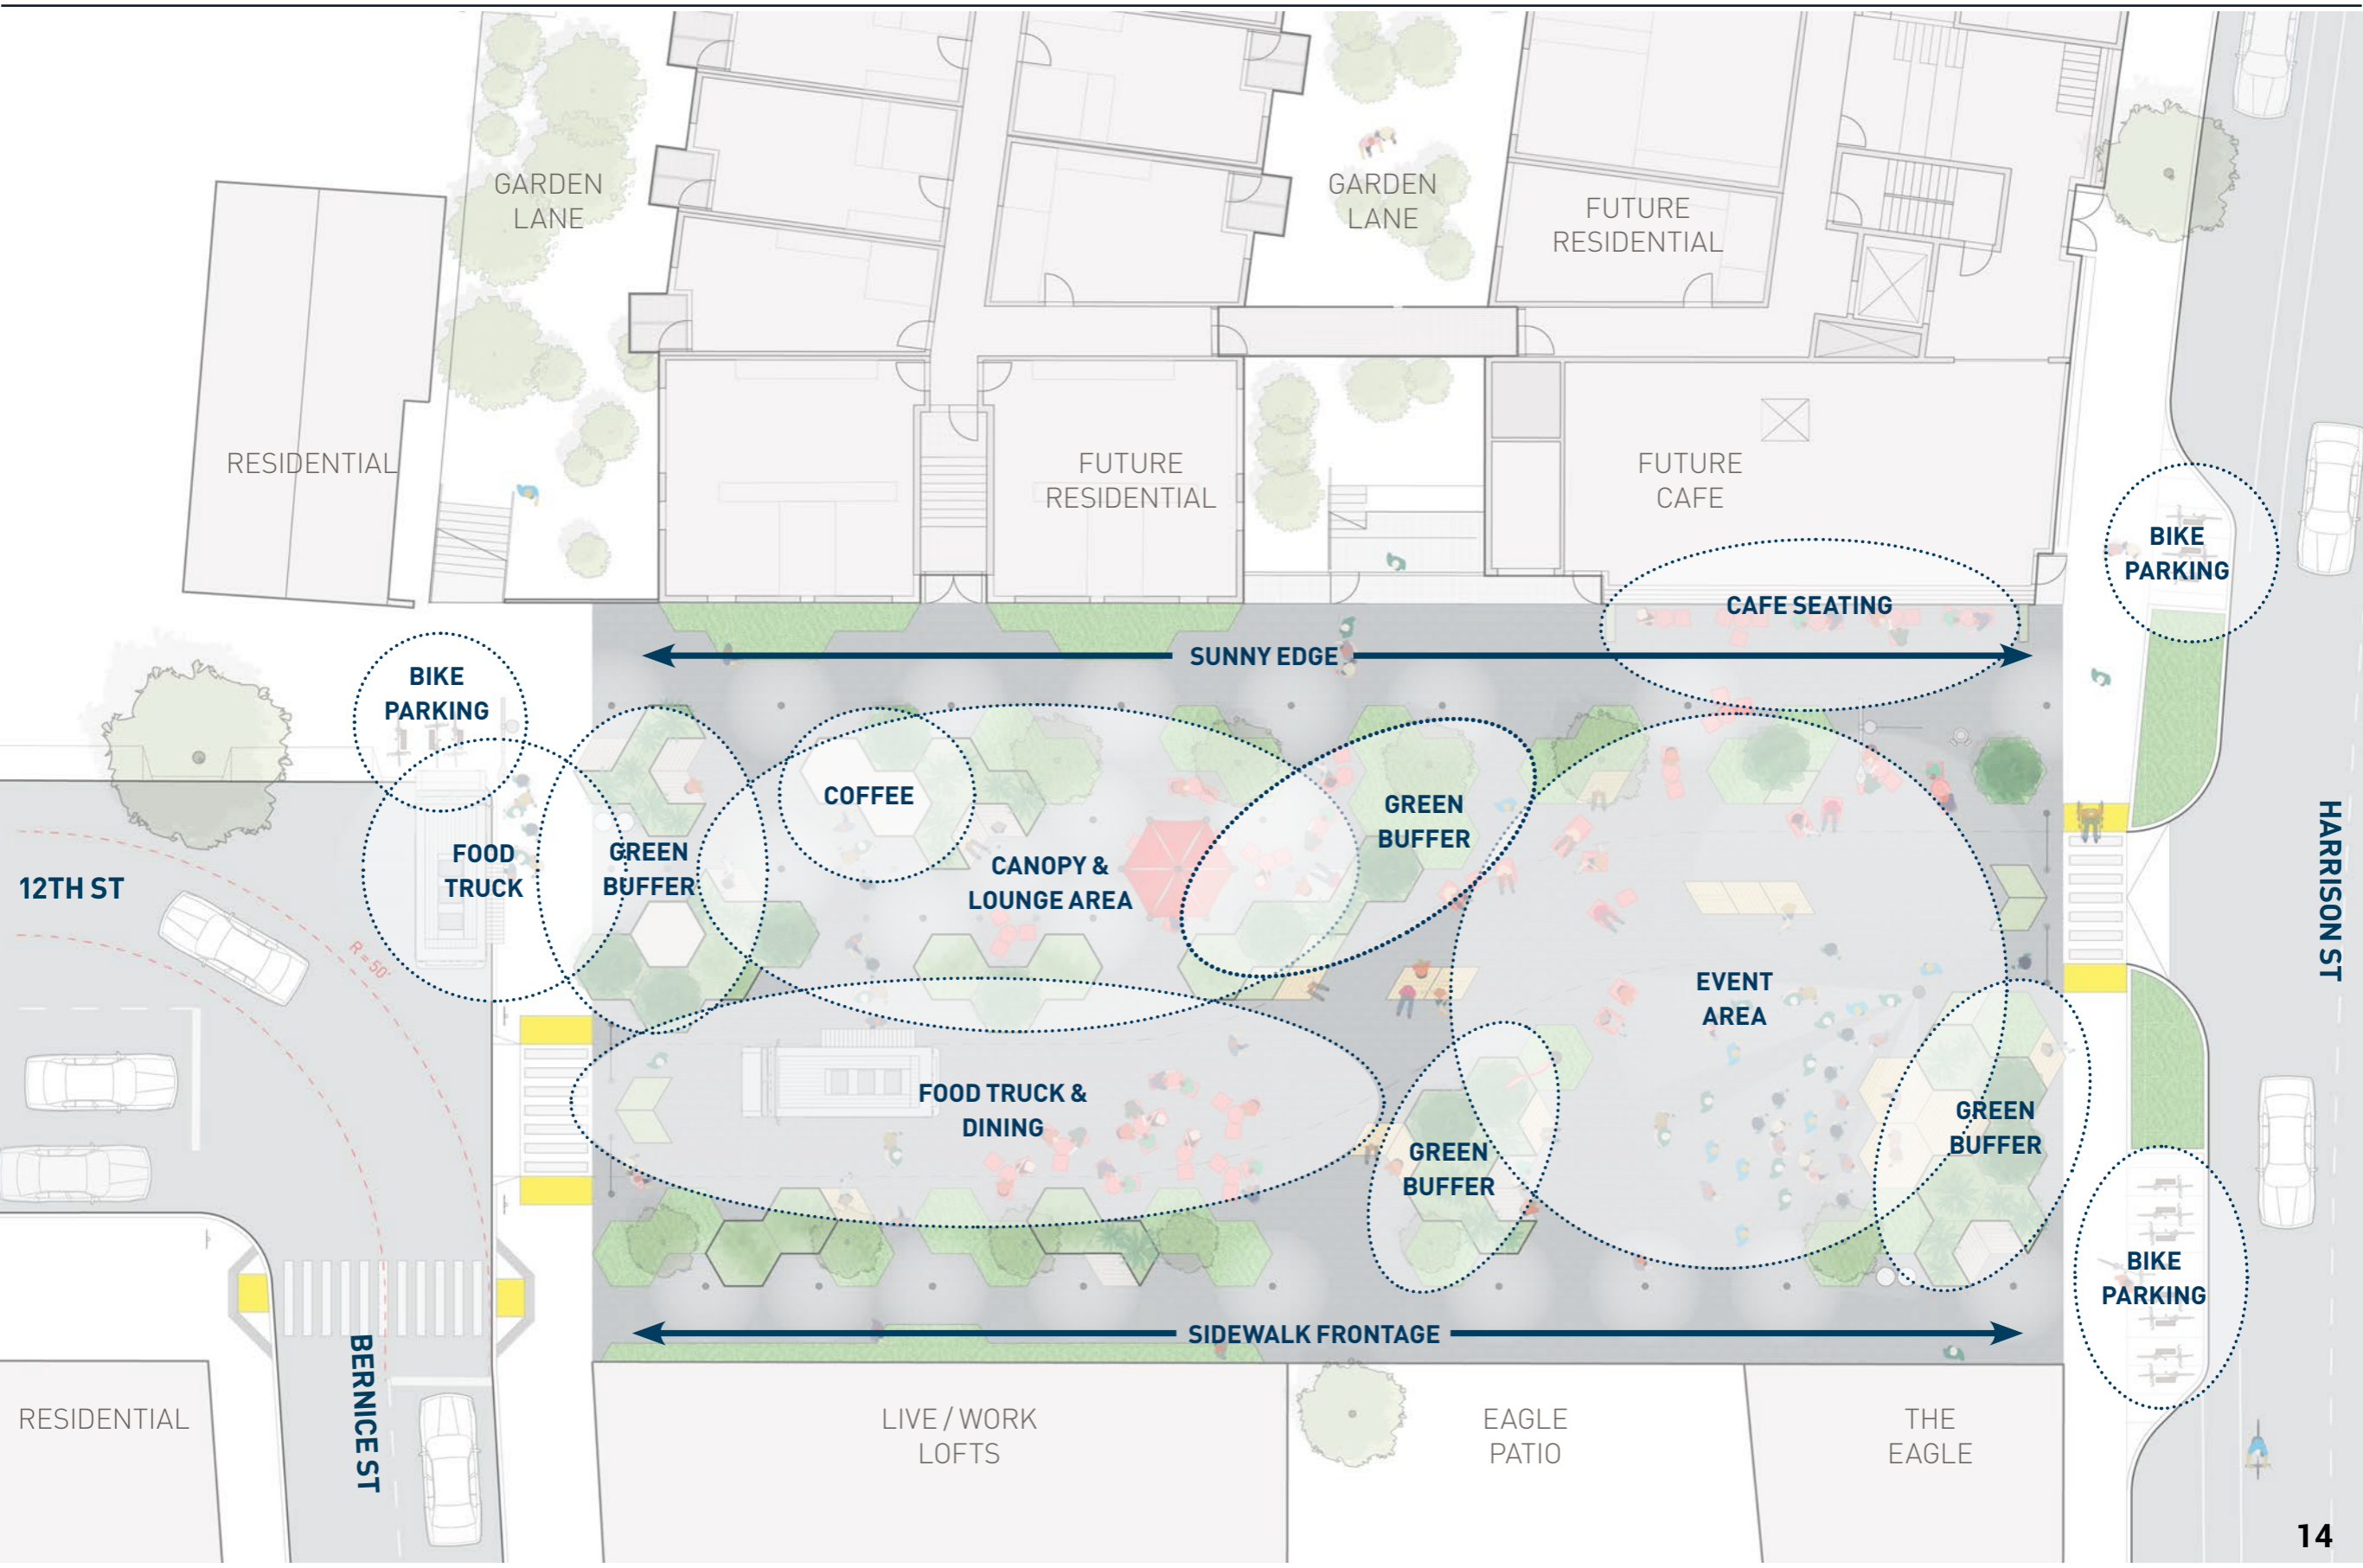 GARDEN
LANE
GARDEN
LANE
FUTURE
RESIDENTIAL
RESIDENTIAL
FUTURE
RESIDENTIAL
FUTURE
CAFE
BIKE
PARKING
CAFE SEATING
SUNNY EDGE
BIKE
PARKING
COFFEE
GREEN
BUFFER
FOOD
TRUCK
GREEN
BUFFER
CANOPY &
LOUNGE AREA
12TH ST
HARRISON ST
R = 50'
EVENT
AREA
FOOD TRUCK &
DINING
GREEN
BUFFER
GREEN
BUFFER
BIKE
PARKING
SIDEWALK FRONTAGE
BERNICE ST
RESIDENTIAL
LIVE / WORK
LOFTS
EAGLE
PATIO
THE
EAGLE
14